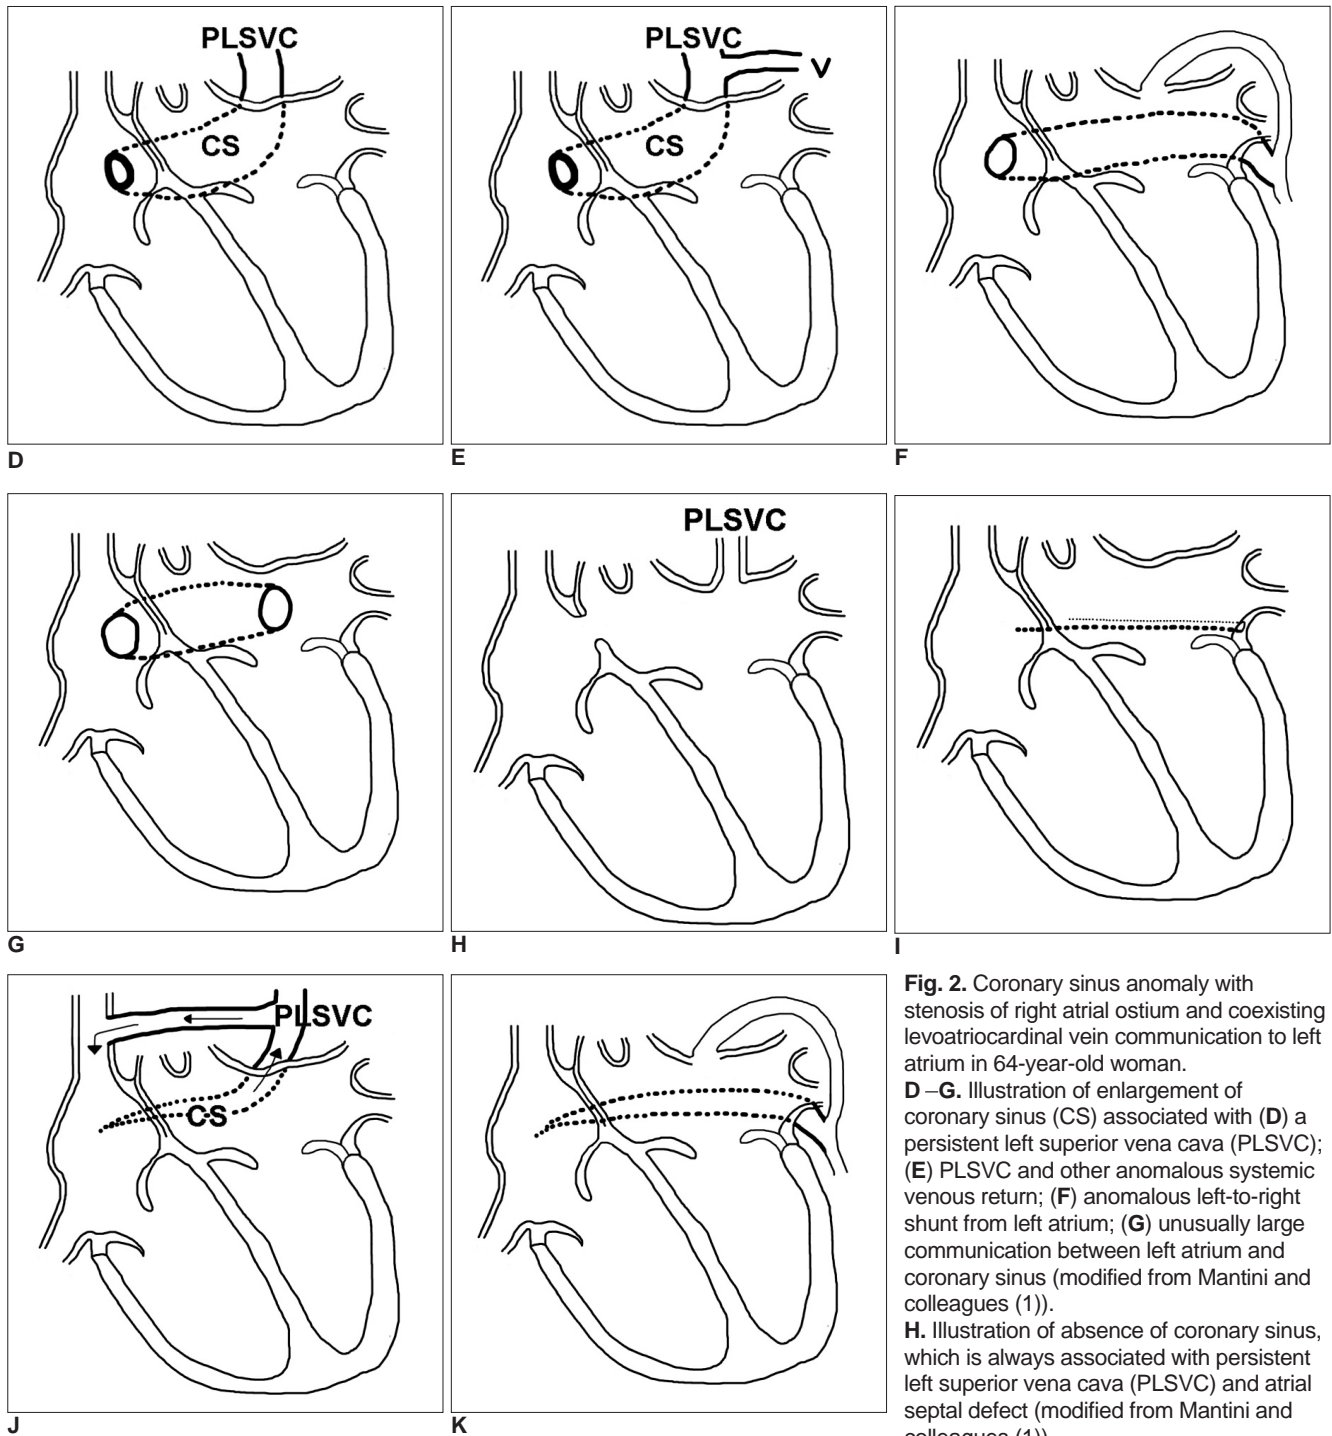 PLSVC
CS
D
PLSVC
V
CS
E
F
G
PLSVC
H
I
PLSVC
CS
J
K
Fig. 2. Coronary sinus anomaly with
stenosis of right atrial ostium and coexisting
levoatriocardinal vein communication to left
atrium in 64-year-old woman.
D –G. Illustration of enlargement of
coronary sinus (CS) associated with (D) a
persistent left superior vena cava (PLSVC);
(E) PLSVC and other anomalous systemic
venous return; (F) anomalous left-to-right
shunt from left atrium; (G) unusually large
communication between left atrium and
coronary sinus (modified from Mantini and
colleagues (1)).
H. Illustration of absence of coronary sinus,
which is always associated with persistent
left superior vena cava (PLSVC) and atrial
septal defect (modified from Mantini and
colleagues (1))